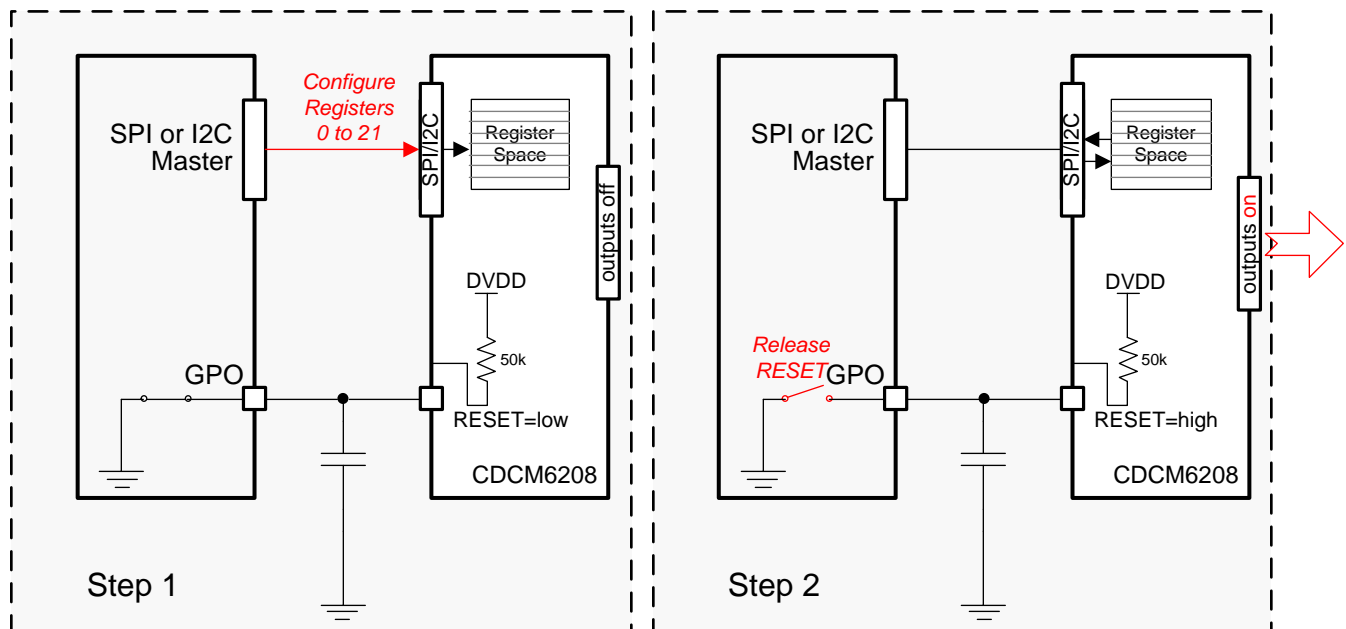 Configure
Registers
0 to 21
SPI or I2C
Master
SPI/I2C
Register
Space
outputs off
DVDD
50k
GPO
RESET=low
CDCM6208
Step 1
SPI or I2C
Master
SPI/I2C
Register
Space
outputs on
DVDD
50k
Release
RESET
GPO
RESET=high
CDCM6208
Step 2